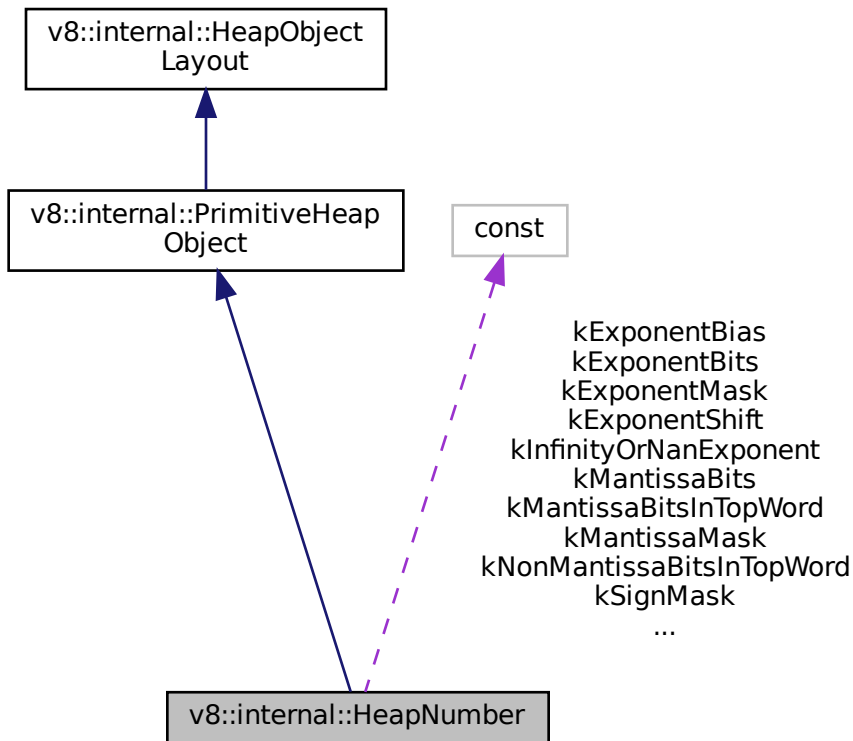 v8::internal::HeapObject
Layout
v8::internal::PrimitiveHeap
Object
const
kExponentBias
kExponentBits
kExponentMask
kExponentShift
kInfinityOrNanExponent
kMantissaBits
kMantissaBitsInTopWord
kMantissaMask
kNonMantissaBitsInTopWord
kSignMask
...
v8::internal::HeapNumber